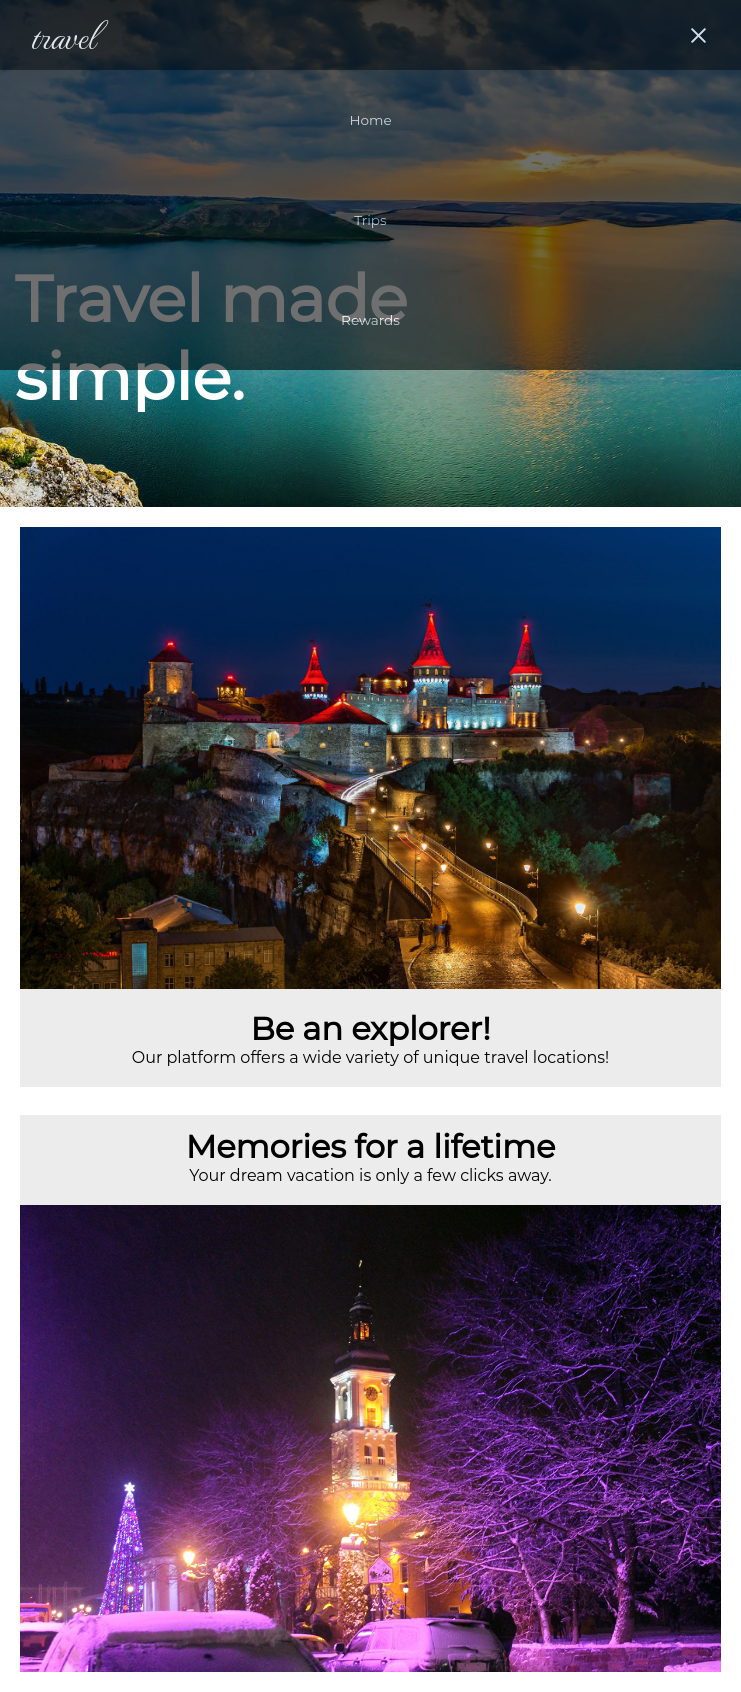 travel
Home
Trips
Travel made
Rewards
simple.
Be an explorer!
Our platform offers a wide variety of unique travel locations!
Memories for a lifetime
Your dream vacation is only a few clicks away.